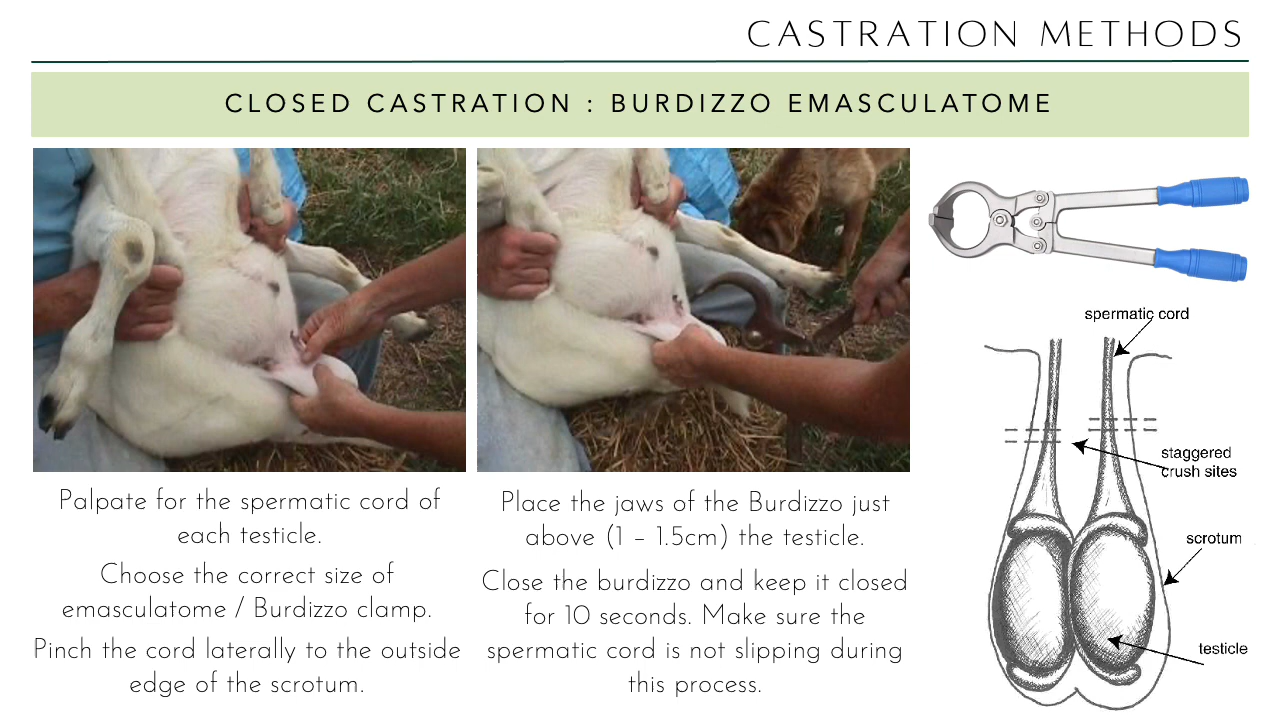 CASTRATION METHODS
CLOSED CASTRATION : BURDIZZO EMASCULATOME
Palpate for the spermatic cord of
each testicle.
Choose the correct size of
emasculatome / Burdizzo clamp.
Pinch the cord laterally to the outside
edge of the scrotum.
Place the jaws of the Burdizzo just
above (1 – 1.5cm) the testicle.
Close the burdizzo and keep it closed
for 10 seconds. Make sure the
spermatic cord is not slipping during
this process.
spermatic cord
staggered
crush sites
scrotum
testicle